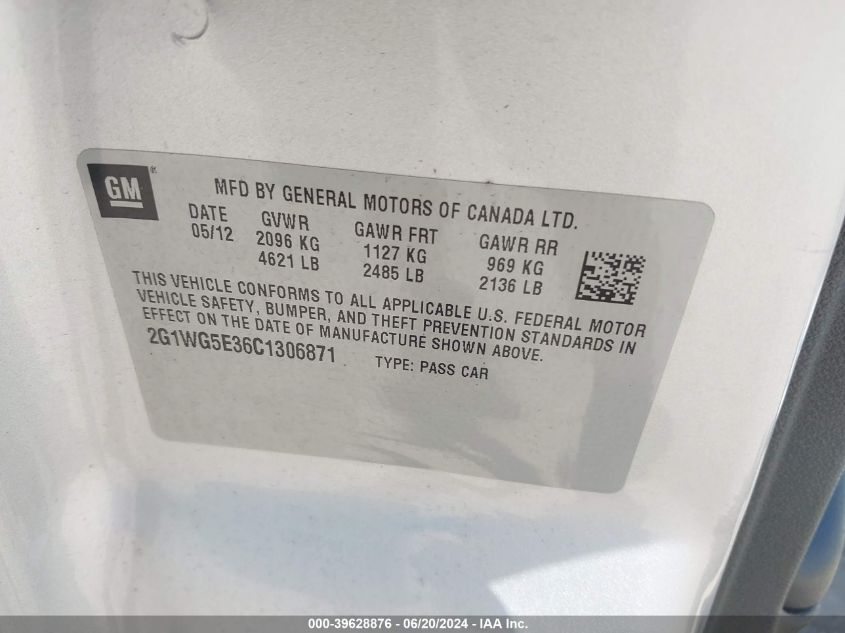 GM
MFD BY GENERAL MOTORS OF CANADA LTD.
DATE GVWR GAWR FRT GAWR RR
05/12 2096 KG 1127 KG 969 KG
4621 LB 2485 LB 2136 LB
THIS VEHICLE CONFORMS TO ALL APPLICABLE U.S. FEDERAL MOTOR
VEHICLE SAFETY, BUMPER, AND THEFT PREVENTION STANDARDS IN
EFFECT ON THE DATE OF MANUFACTURE SHOWN ABOVE.
2G1WG5E36C1306871 TYPE: PASS CAR
000-39628876 - 06/20/2024 - IAA Inc.